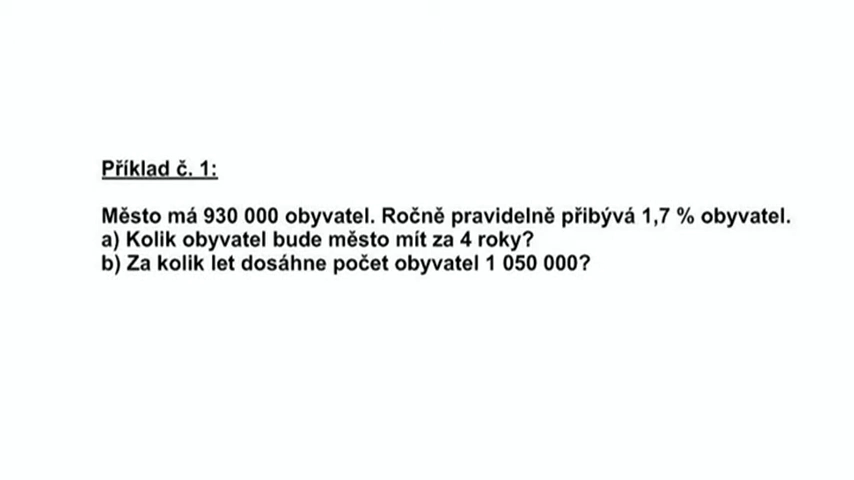 Příklad č. 1:
Město má 930 000 obyvatel. Ročně pravidelně přibývá 1,7 % obyvatel.
a) Kolik obyvatel bude město mít za 4 roky?
b) Za kolik let dosáhne počet obyvatel 1 050 000?